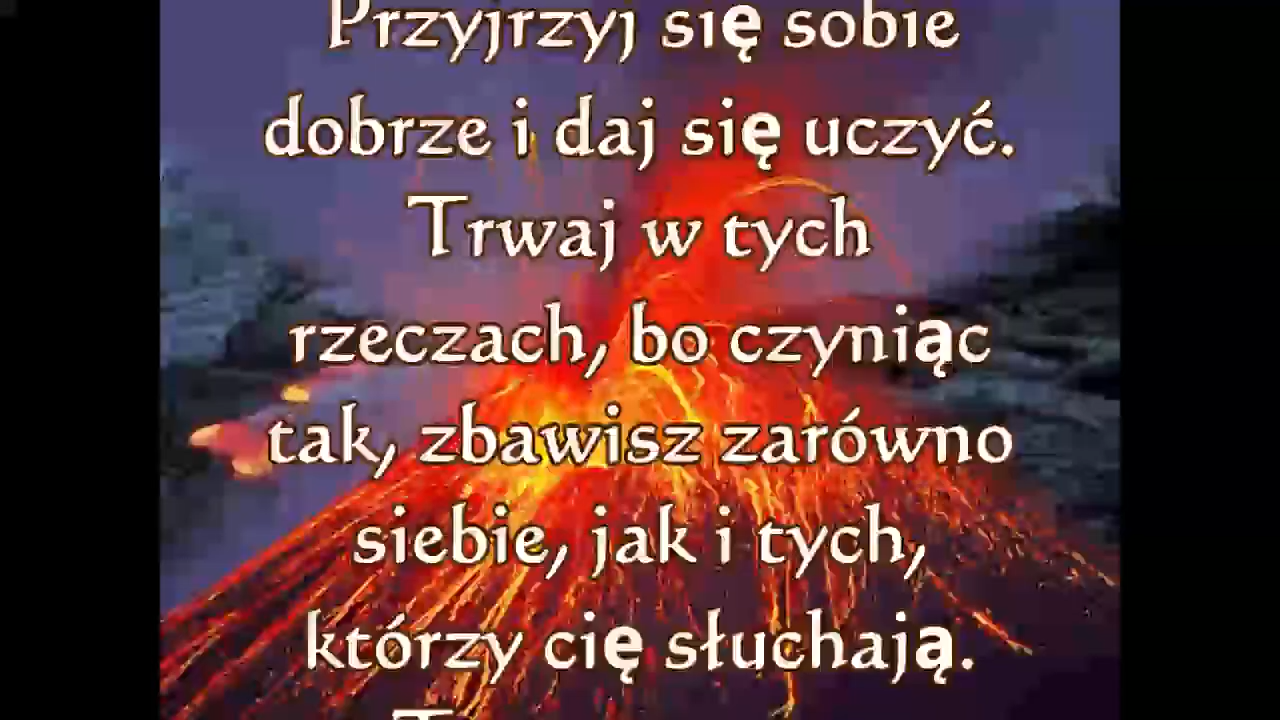 Przyjrzyj się sobie
dobrze i daj się uczyć.
Trwaj w tych
rzeczach, bo czyniąc
tak, zbawisz zarówno
siebie, jak i tych,
którzy cię słuchają.